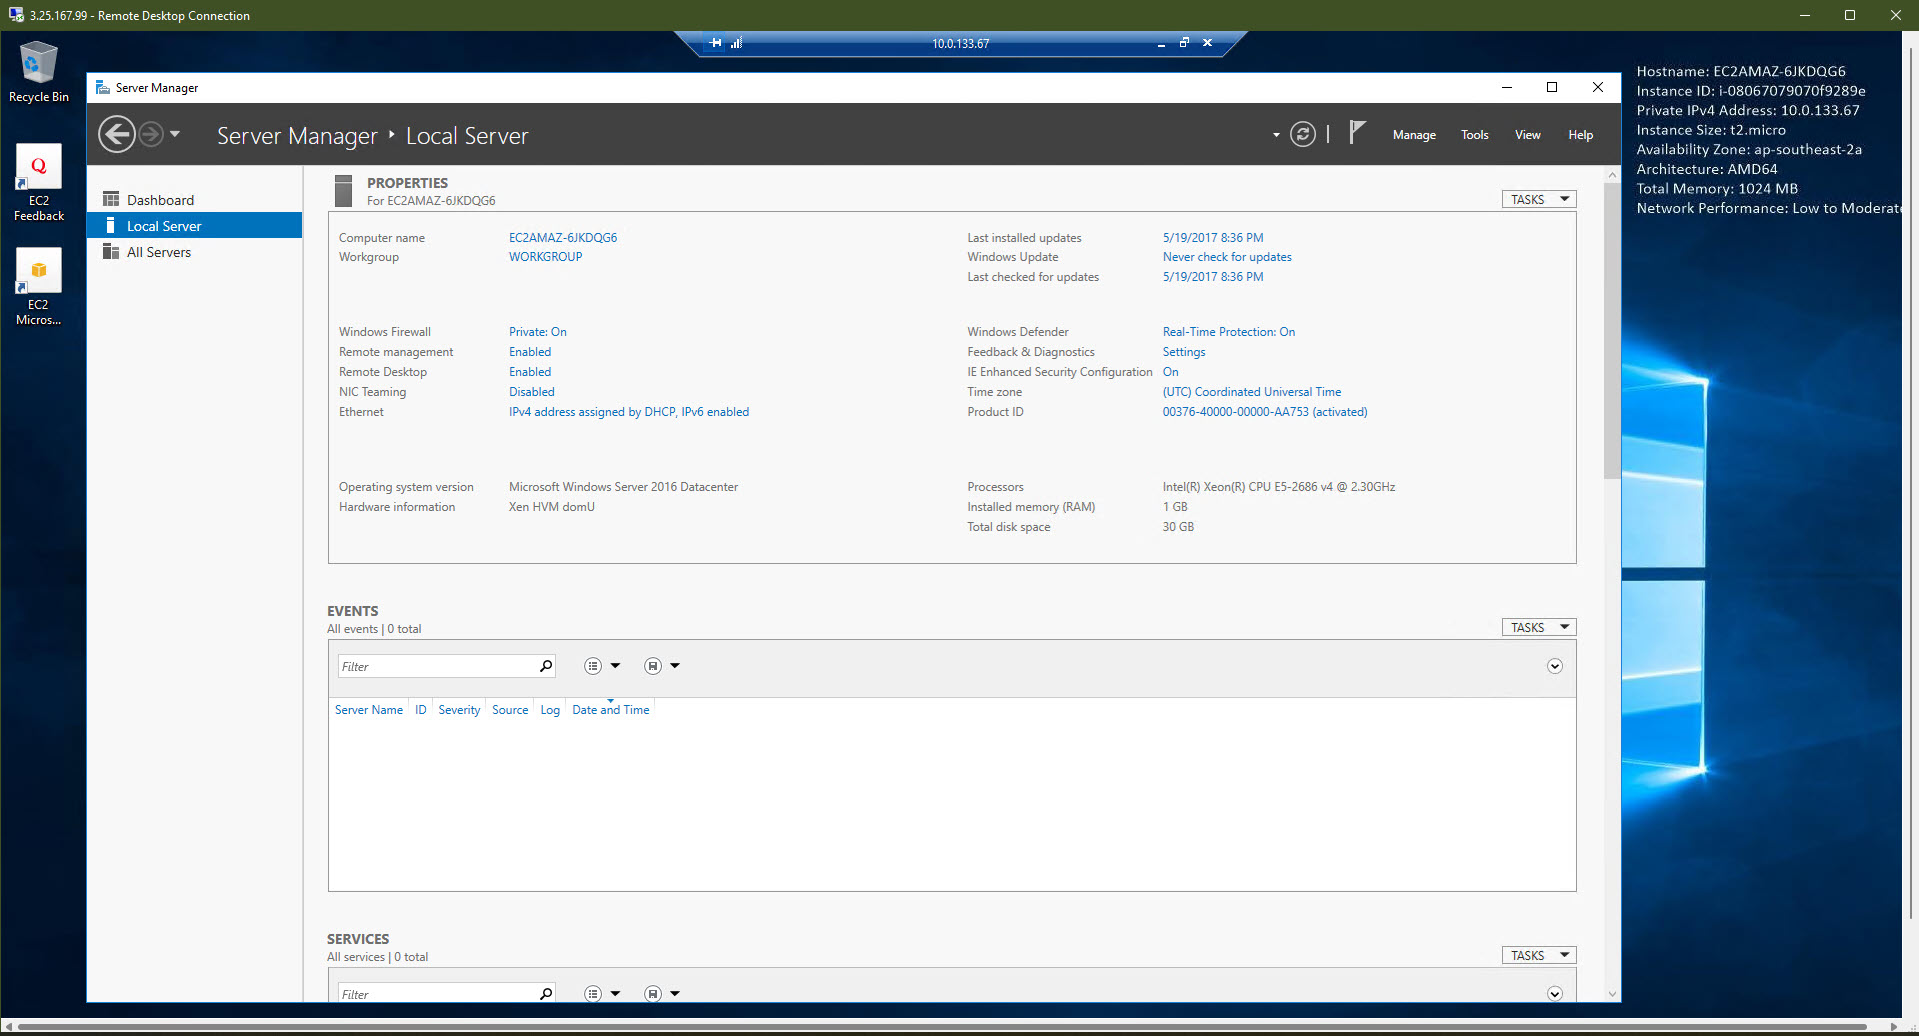 3.25.167.99 - Remote Desktop Connection
10.0.133.67
Recycle Bin
EC2
Feedback
EC2
Micros...
Hostname: EC2AMAZ-6JKDQG6
Instance ID: i-08067079070f9289e
Private IPv4 Address: 10.0.133.67
Instance Size: t2.micro
Availability Zone: ap-southeast-2a
Architecture: AMD64
Total Memory: 1024 MB
Network Performance: Low to Moderate
Server Manager
Server Manager Local Server
Manage Tools View Help
Dashboard
Local Server
All Servers
PROPERTIES
For EC2AMAZ-6JKDQG6
TASKS
Computer name EC2AMAZ-6JKDQG6
Workgroup WORKGROUP
Last installed updates 5/19/2017 8:36 PM
Windows Update Never check for updates
Last checked for updates 5/19/2017 8:36 PM
Windows Firewall Private: On
Remote management Enabled
Remote Desktop Enabled
NIC Teaming Disabled
Ethernet IPv4 address assigned by DHCP, IPv6 enabled
Windows Defender Real-Time Protection: On
Feedback & Diagnostics Settings
IE Enhanced Security Configuration On
Time zone (UTC) Coordinated Universal Time
Product ID 00376-40000-00000-AA753 (activated)
Operating system version Microsoft Windows Server 2016 Datacenter
Hardware information Xen HVM domU
Processors Intel(R) Xeon(R) CPU E5-2686 v4 @ 2.30GHz
Installed memory (RAM) 1 GB
Total disk space 30 GB
EVENTS
All events | 0 total
TASKS
Filter
Server Name ID Severity Source Log Date and Time
SERVICES
All services | 0 total
TASKS
Filter